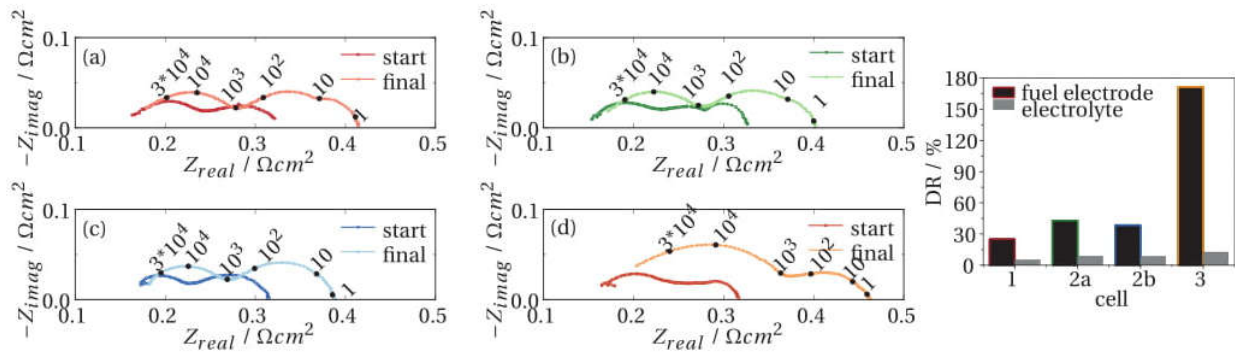 (a)
start
final
3*10⁴
10⁴
10³
10²
10
1
0.1
0.0
−Z_imag / Ωcm²
0.1 0.2 0.3 0.4 0.5
Z_real / Ωcm²
(b)
start
final
3*10⁴
10⁴
10³
10²
10
1
0.1
0.0
−Z_imag / Ωcm²
0.1 0.2 0.3 0.4 0.5
Z_real / Ωcm²
(c)
start
final
3*10⁴
10⁴
10³
10²
10
1
0.1
0.0
−Z_imag / Ωcm²
0.1 0.2 0.3 0.4 0.5
Z_real / Ωcm²
(d)
start
final
3*10⁴
10⁴
10³
10²
10
1
0.1
0.0
−Z_imag / Ωcm²
0.1 0.2 0.3 0.4 0.5
Z_real / Ωcm²
fuel electrode
electrolyte
180
150
120
90
60
30
0
DR / %
1 2a 2b 3
cell